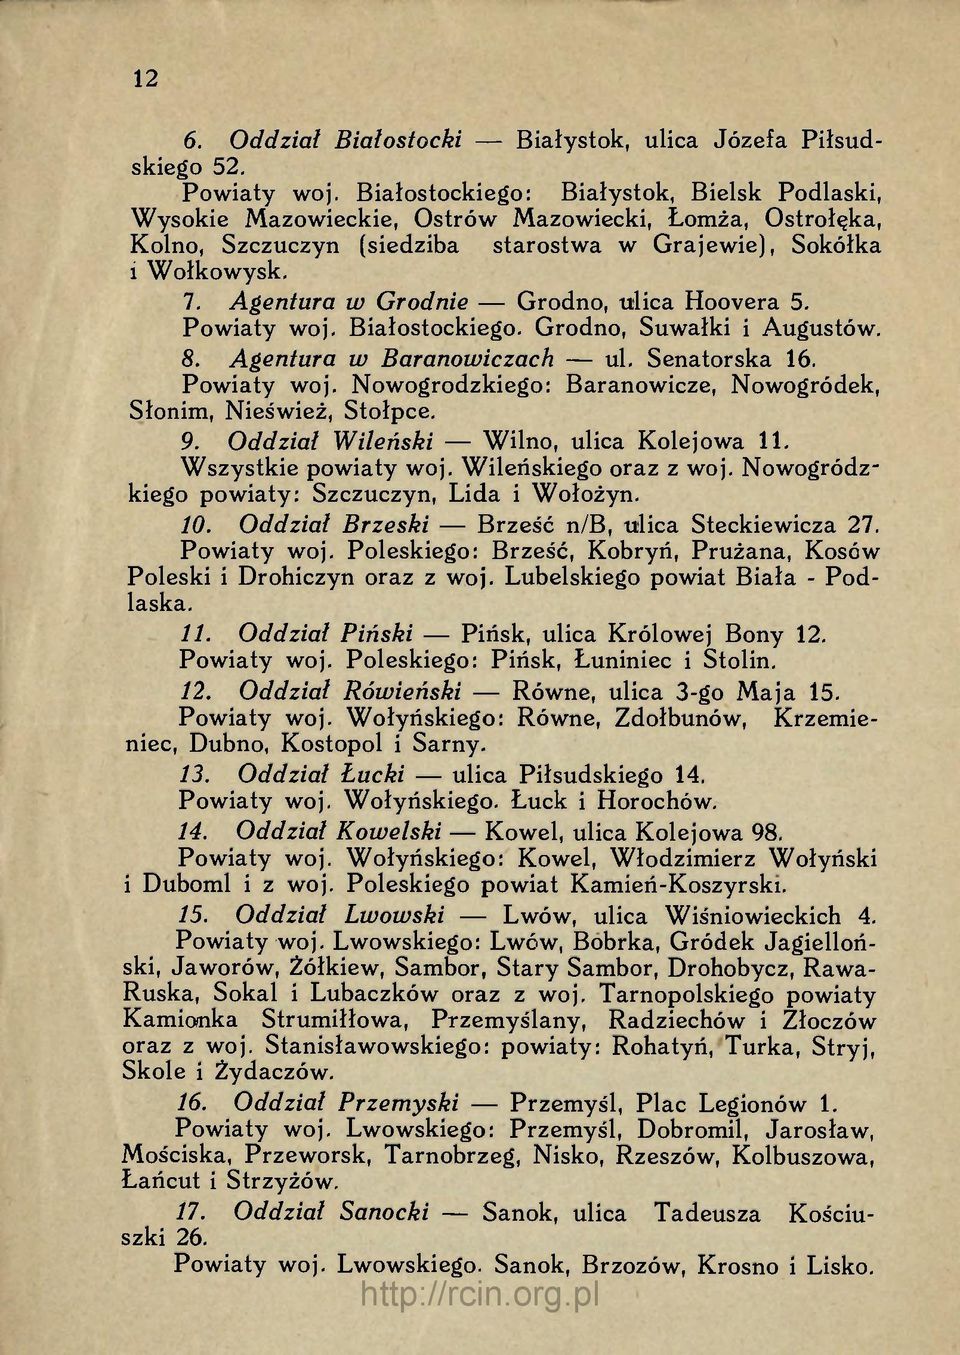 12
6. Oddział Białostocki — Białystok, ulica Józefa Piłsud-
skiego 52.
Powiaty woj. Białostockiego: Białystok, Bielsk Podlaski,
Wysokie Mazowieckie, Ostrów Mazowiecki, Łomża, Ostrołęka,
Kolno, Szczuczyn (siedziba starostwa w Grajewie), Sokółka
i Wołkowysk.
7. Agentura w Grodnie — Grodno, ulica Hoovera 5.
Powiaty woj. Białostockiego. Grodno, Suwałki i Augustów.
8. Agentura w Baranowiczach — ul. Senatorska 16.
Powiaty woj. Nowogrodzkiego: Baranowicze, Nowogródek,
Słonim, Nieśwież, Stołpce.
9. Oddział Wileński — Wilno, ulica Kolejowa 11.
Wszystkie powiaty woj. Wileńskiego oraz z woj. Nowogródz-
kiego powiaty: Szczuczyn, Lida i Wołożyn.
10. Oddział Brzeski — Brześć n/B, ulica Steckiewicza 27.
Powiaty woj. Poleskiego: Brześć, Kobryń, Prużana, Kosów
Poleski i Drohiczyn oraz z woj. Lubelskiego powiat Biała - Pod-
laska.
11. Oddział Piński — Pińsk, ulica Królowej Bony 12.
Powiaty woj. Poleskiego: Pińsk, Łuniniec i Stolin.
12. Oddział Rówieński — Równe, ulica 3-go Maja 15.
Powiaty woj. Wołyńskiego: Równe, Zdołbunów, Krzemie-
niec, Dubno, Kostopol i Sarny.
13. Oddział Łucki — ulica Piłsudskiego 14.
Powiaty woj. Wołyńskiego. Łuck i Horochów.
14. Oddział Kowelski — Kowel, ulica Kolejowa 98.
Powiaty woj. Wołyńskiego: Kowel, Włodzimierz Wołyński
i Duboml i z woj. Poleskiego powiat Kamień-Koszyrski.
15. Oddział Lwowski — Lwów, ulica Wiśniowieckich 4.
Powiaty woj. Lwowskiego: Lwów, Bóbrka, Gródek Jagielloń-
ski, Jaworów, Żółkiew, Sambor, Stary Sambor, Drohobycz, Rawa-
Ruska, Sokal i Lubaczków oraz z woj. Tarnopolskiego powiaty
Kamionka Strumiłłowa, Przemyślany, Radziechów i Złoczów
oraz z woj. Stanisławowskiego: powiaty: Rohatyń, Turka, Stryj,
Skole i Żydaczów.
16. Oddział Przemyski — Przemyśl, Plac Legionów 1.
Powiaty woj. Lwowskiego: Przemyśl, Dobromil, Jarosław,
Mościska, Przeworsk, Tarnobrzeg, Nisko, Rzeszów, Kolbuszowa,
Łańcut i Strzyżów.
17. Oddział Sanocki — Sanok, ulica Tadeusza Kościu-
szki 26.
Powiaty woj. Lwowskiego. Sanok, Brzozów, Krosno i Lisko.
http://rcin.org.pl